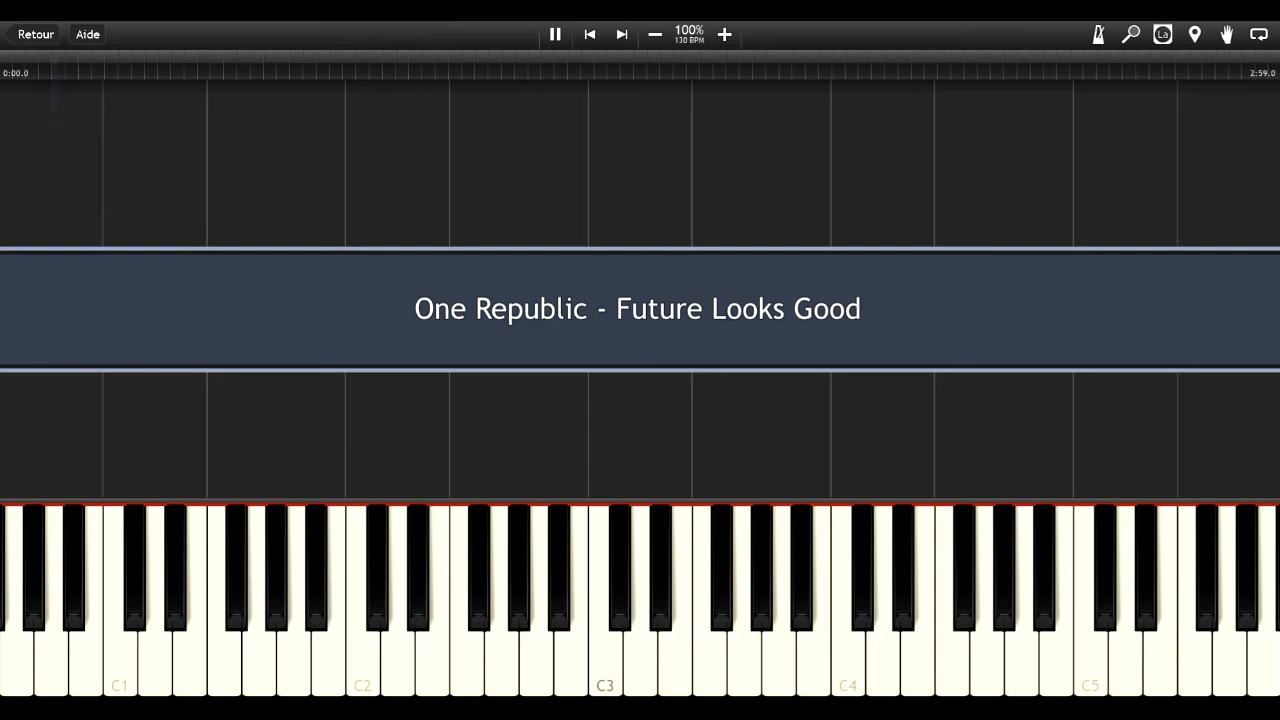 Retour Aide 100% La
130 BPM
0:00.0 2:59.0
One Republic - Future Looks Good
C1 C2 C3 C4 C5